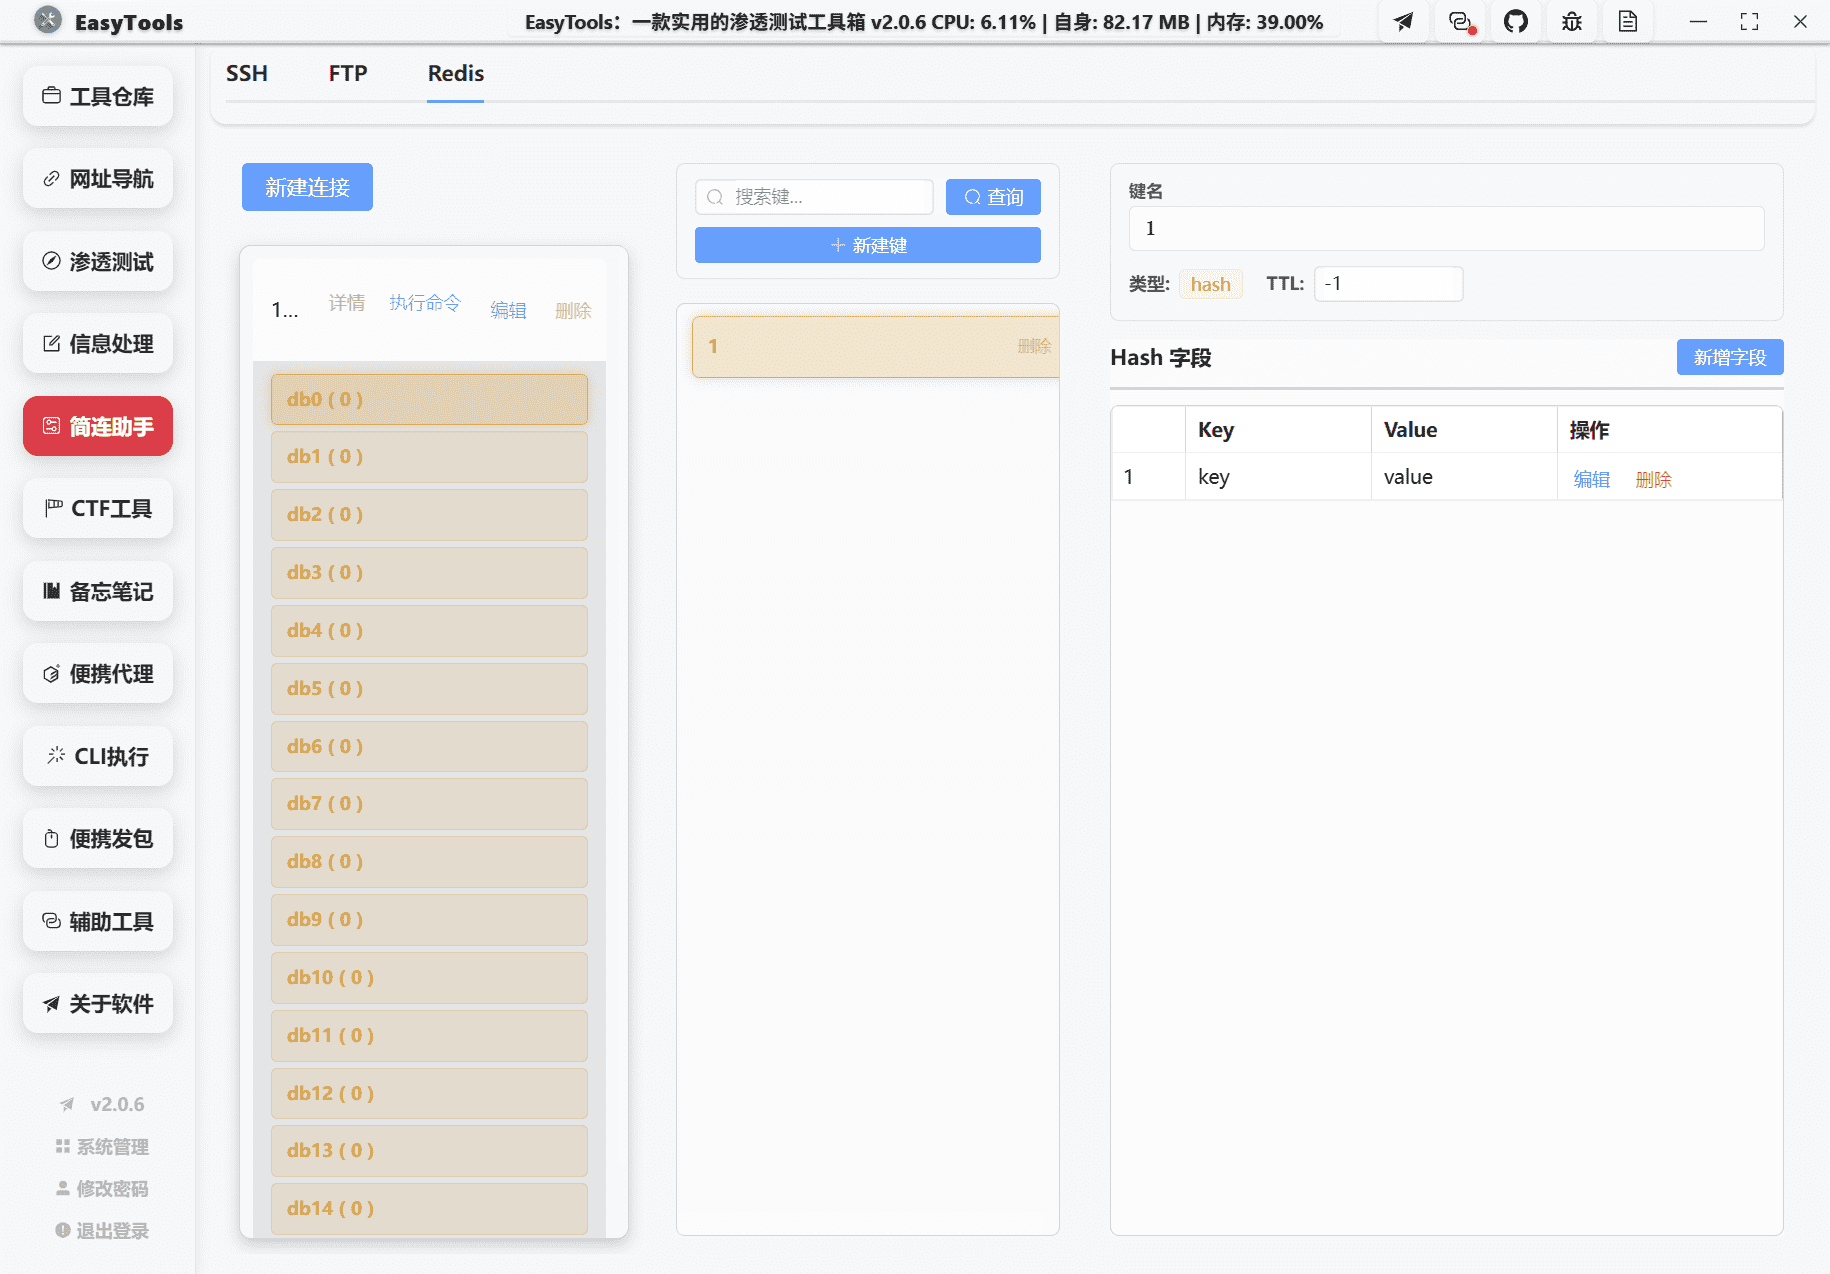 EasyTools
EasyTools：一款实用的渗透测试工具箱 v2.0.6 CPU: 6.11% | 自身: 82.17 MB | 内存: 39.00%
工具仓库
网址导航
渗透测试
信息处理
简连助手
CTF工具
备忘笔记
便携代理
CLI执行
便携发包
辅助工具
关于软件
v2.0.6
系统管理
修改密码
退出登录
SSH FTP Redis
新建连接
1... 详情 执行命令 编辑 删除
db0 ( 0 )
db1 ( 0 )
db2 ( 0 )
db3 ( 0 )
db4 ( 0 )
db5 ( 0 )
db6 ( 0 )
db7 ( 0 )
db8 ( 0 )
db9 ( 0 )
db10 ( 0 )
db11 ( 0 )
db12 ( 0 )
db13 ( 0 )
db14 ( 0 )
搜索键... 查询
新建键
1 删除
键名
1
类型: hash TTL: -1
Hash 字段 新增字段
Key Value 操作
1 key value 编辑 删除